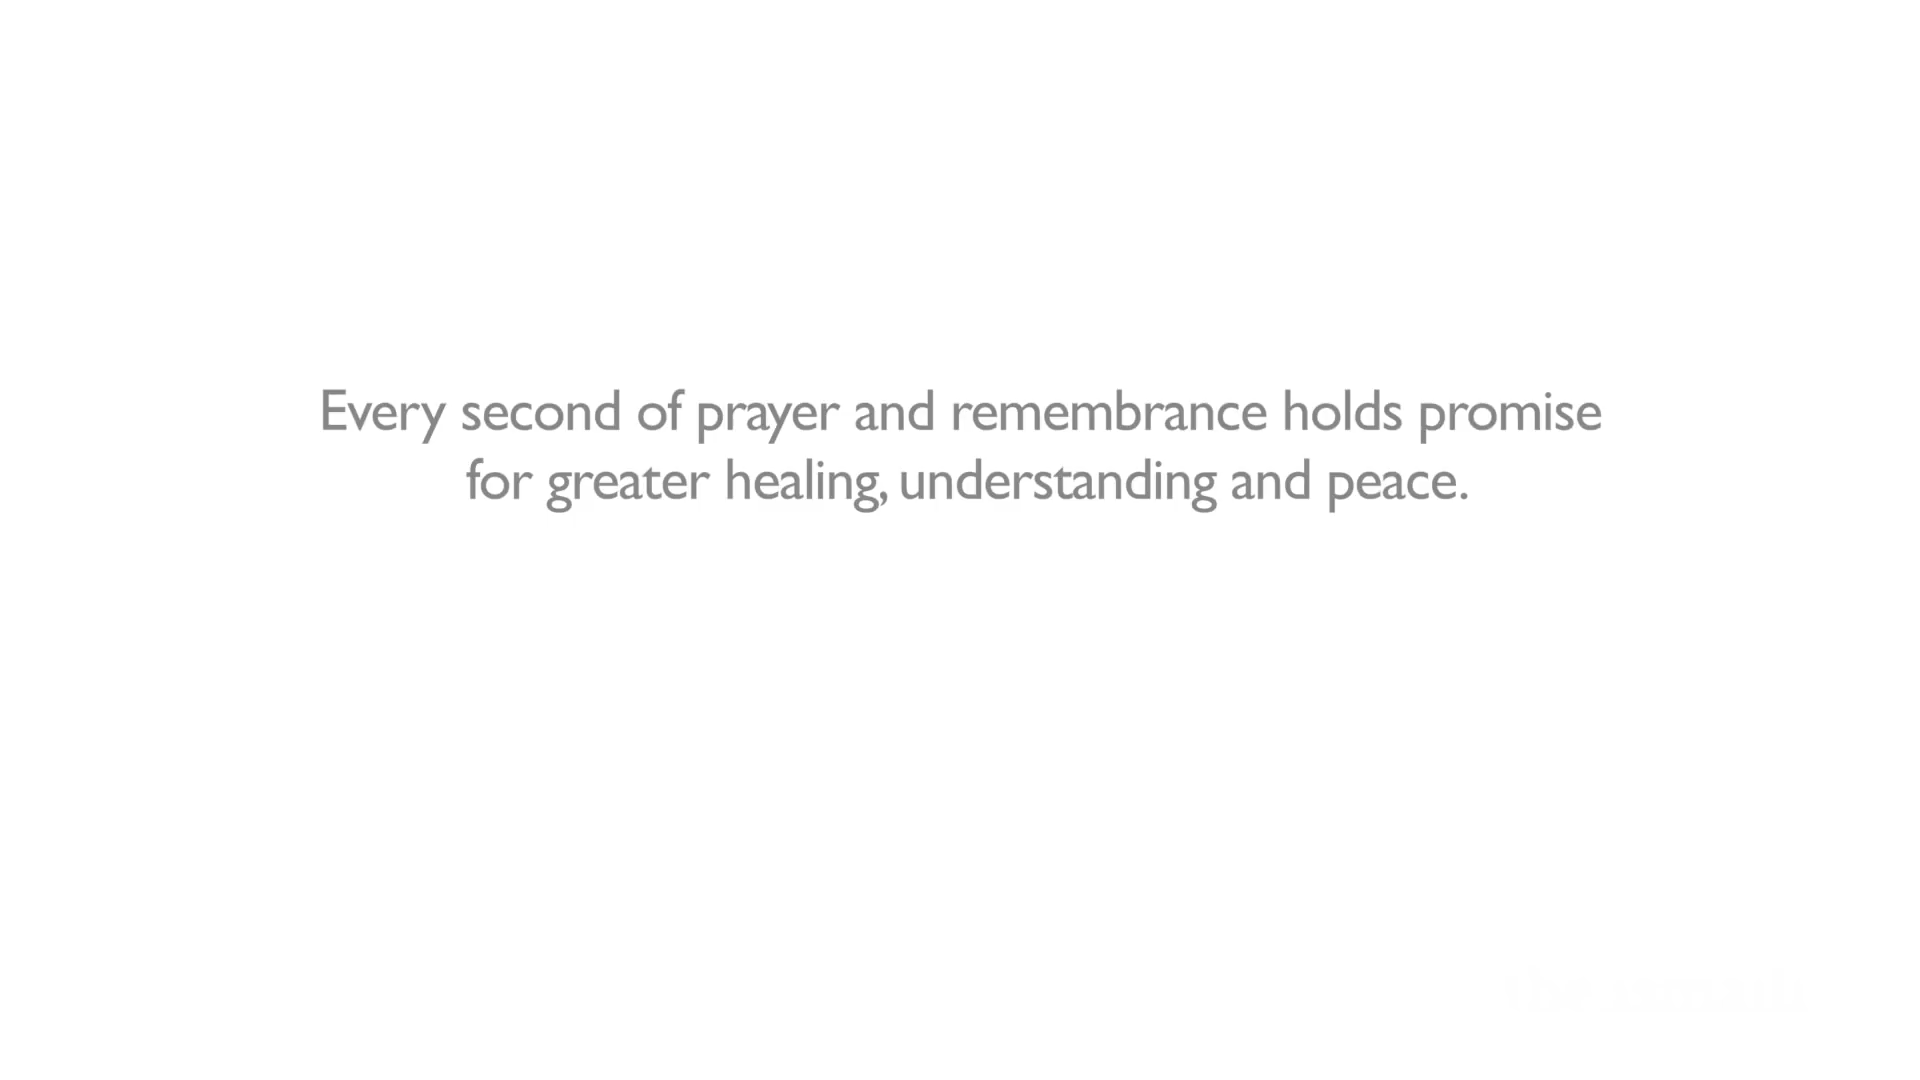 Every second of prayer and remembrance holds promise
for greater healing, understanding and peace.